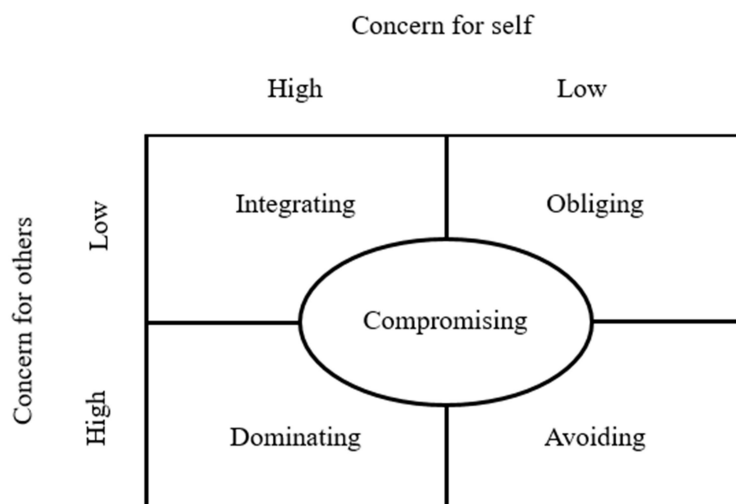 Concern for self
High
Low
Concern for others
Low
High
Integrating
Obliging
Compromising
Dominating
Avoiding